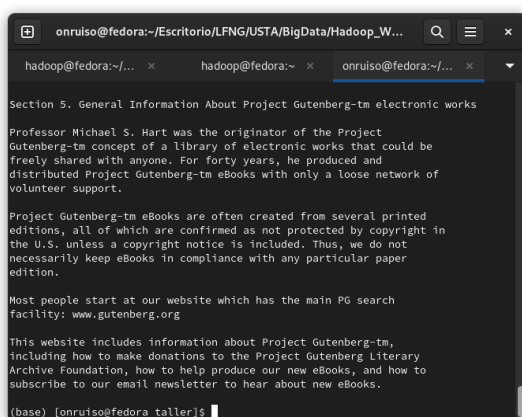 onruiso@fedora:~/Escritorio/LFNG/USTA/BigData/Hadoop_W...
hadoop@fedora:~/... × hadoop@fedora:~ × onruiso@fedora:~/... ×
Section 5. General Information About Project Gutenberg-tm electronic works
Professor Michael S. Hart was the originator of the Project
Gutenberg-tm concept of a library of electronic works that could be
freely shared with anyone. For forty years, he produced and
distributed Project Gutenberg-tm eBooks with only a loose network of
volunteer support.
Project Gutenberg-tm eBooks are often created from several printed
editions, all of which are confirmed as not protected by copyright in
the U.S. unless a copyright notice is included. Thus, we do not
necessarily keep eBooks in compliance with any particular paper
edition.
Most people start at our website which has the main PG search
facility: www.gutenberg.org
This website includes information about Project Gutenberg-tm,
including how to make donations to the Project Gutenberg Literary
Archive Foundation, how to help produce our new eBooks, and how to
subscribe to our email newsletter to hear about new eBooks.
(base) [onruiso@fedora taller]$